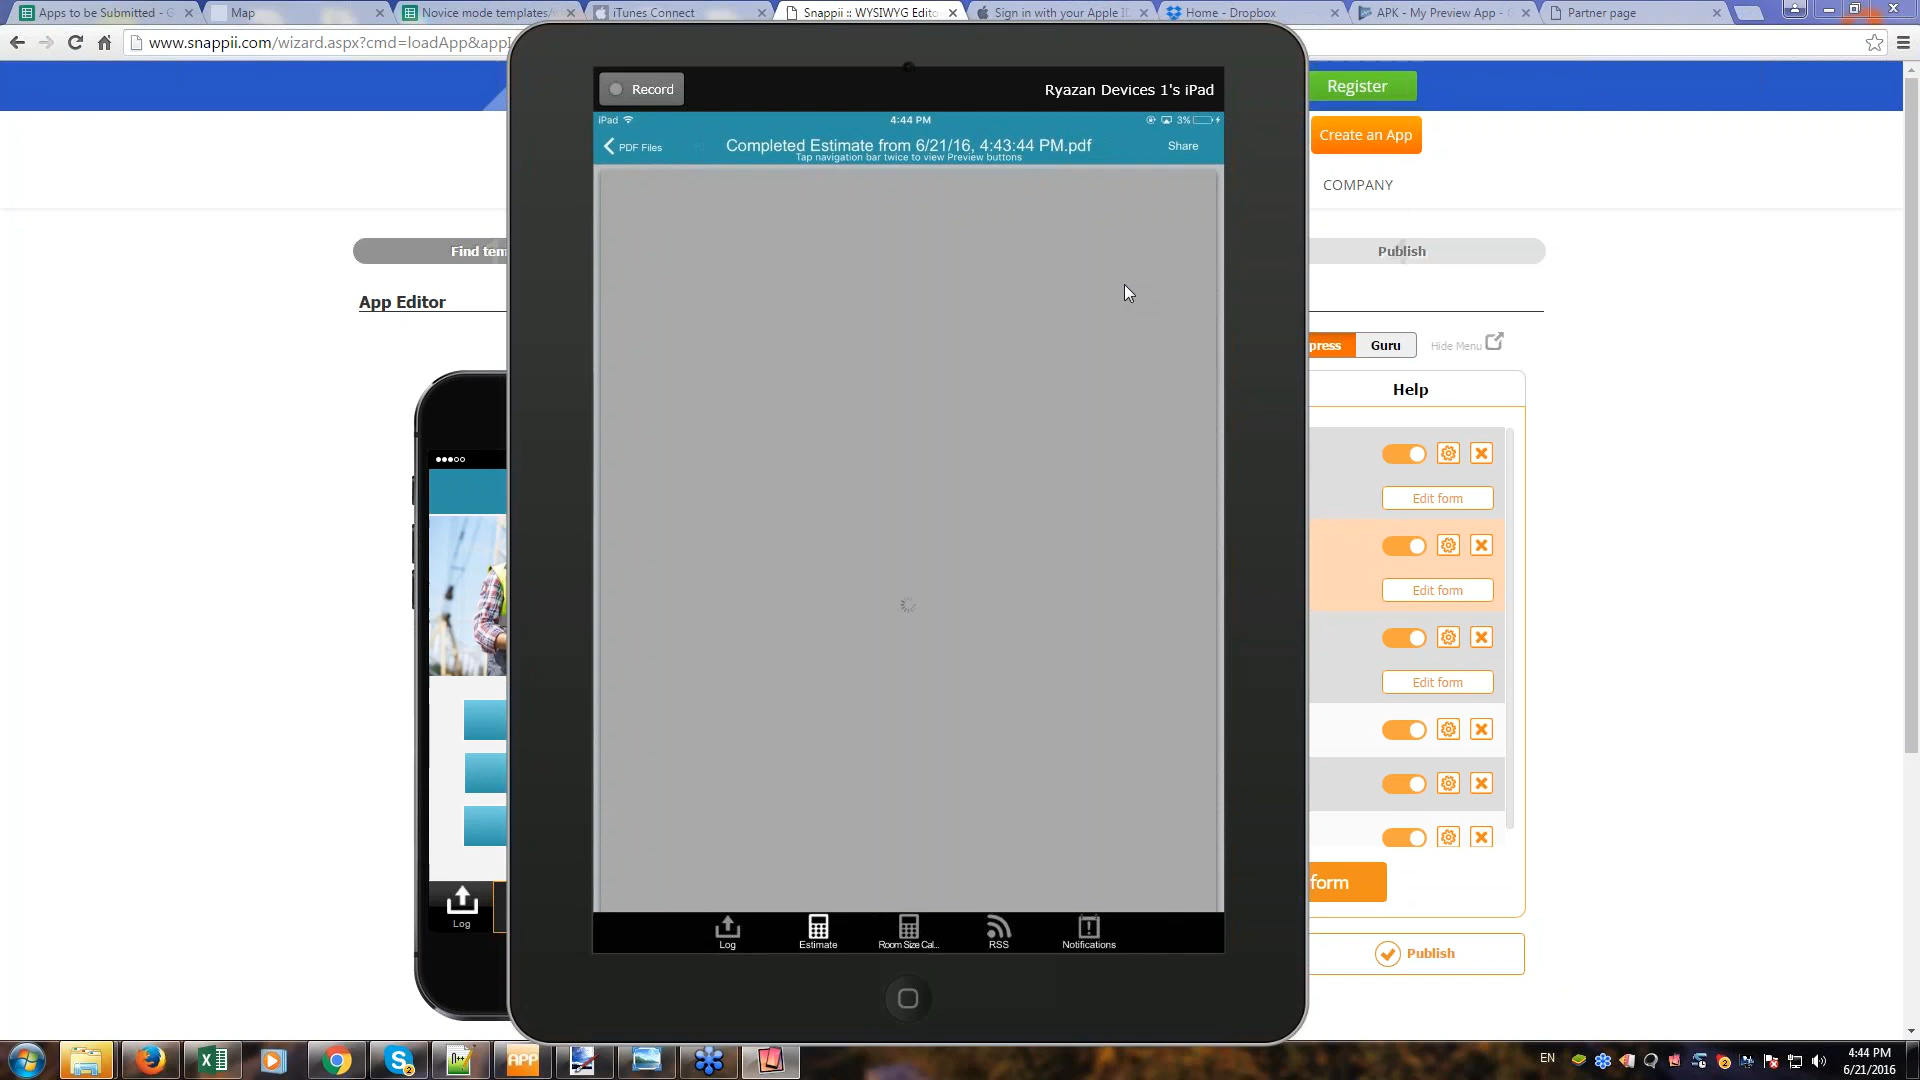 Apps to be Submitted - G
Map
Novice mode templates/
iTunes Connect
Snappii :: WYSIWYG Edito
Sign in with your Apple ID
Home - Dropbox
APK - My Preview App - G
Partner page
www.snappii.com/wizard.aspx?cmd=loadApp&appI
Record
Ryazan Devices 1's iPad
Register
iPad
4:44 PM
3%
PDF Files
Completed Estimate from 6/21/16, 4:43:44 PM.pdf
Tap navigation bar twice to view Preview buttons
Share
Create an App
COMPANY
Find tem
Publish
App Editor
press
Guru
Hide Menu
Help
Edit form
Edit form
Edit form
form
Log
Log
Estimate
Room Size Cal...
RSS
Notifications
Publish
APP
EN
4:44 PM
6/21/2016